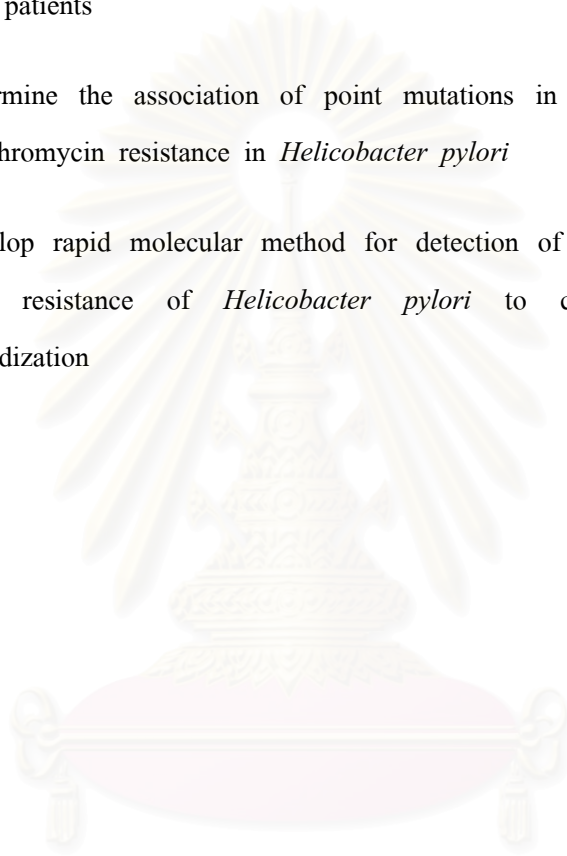 patients
rmine the association of point mutations in
hromycin resistance in Helicobacter pylori
lop rapid molecular method for detection of
resistance of Helicobacter pylori to c
dization